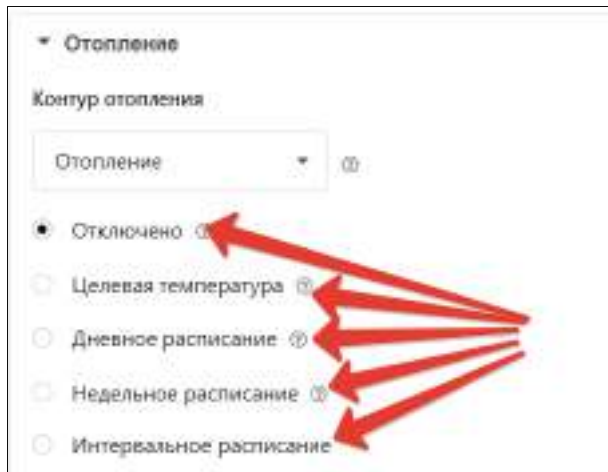 Отопление
Контур отопления
Отопление
Отключено
Целевая температура
Дневное расписание
Недельное расписание
Интервальное расписание